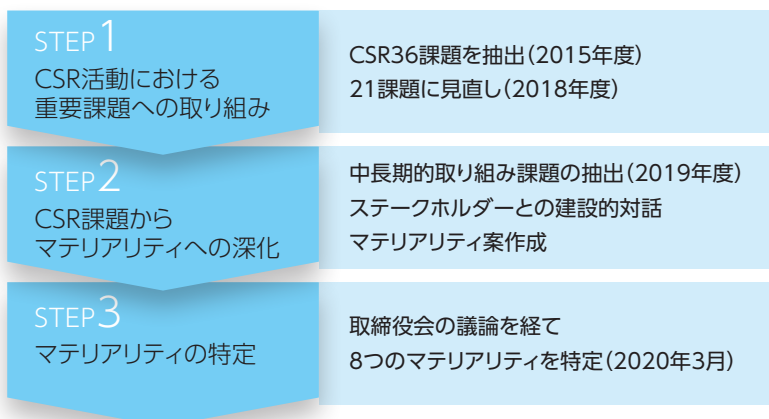 STEP1
CSR活動における
重要課題への取り組み
CSR36課題を抽出(2015年度)
21課題に見直し(2018年度)
STEP2
CSR課題から
マテリアリティへの深化
中長期的取り組み課題の抽出(2019年度)
ステークホルダーとの建設的対話
マテリアリティ案作成
STEP3
マテリアリティの特定
取締役会の議論を経て
8つのマテリアリティを特定(2020年3月)